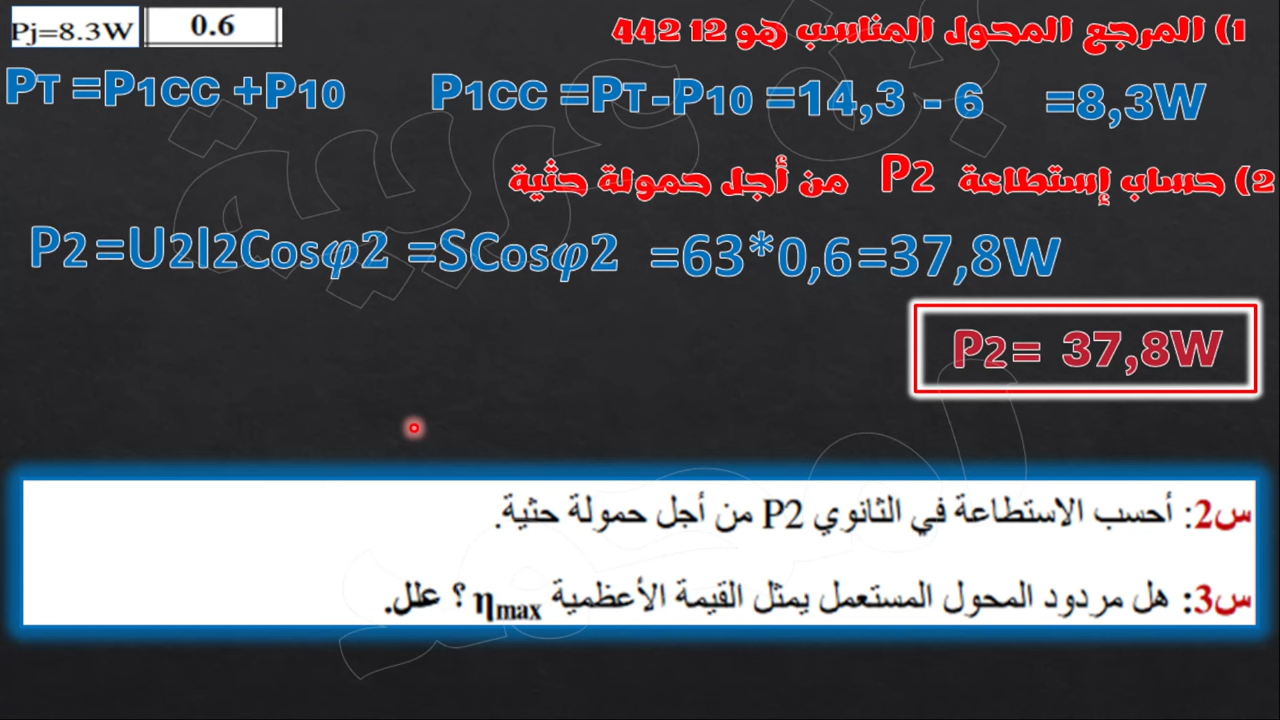 Pj=8.3W 0.6
1) المرجع المحول المناسب هو 12 442
PT =P1CC +P10 P1CC =PT-P10 =14,3 - 6 =8,3W
2) حساب إستطاعة P2 من أجل حمولة حثية
P2=U2I2Cosφ2 =SCosφ2 =63*0,6=37,8W
P2= 37,8W
س2: أحسب الاستطاعة في الثانوي P2 من أجل حمولة حثية.
س3: هل مردود المحول المستعمل يمثل القيمة الأعظمية ηmax ؟ علل.